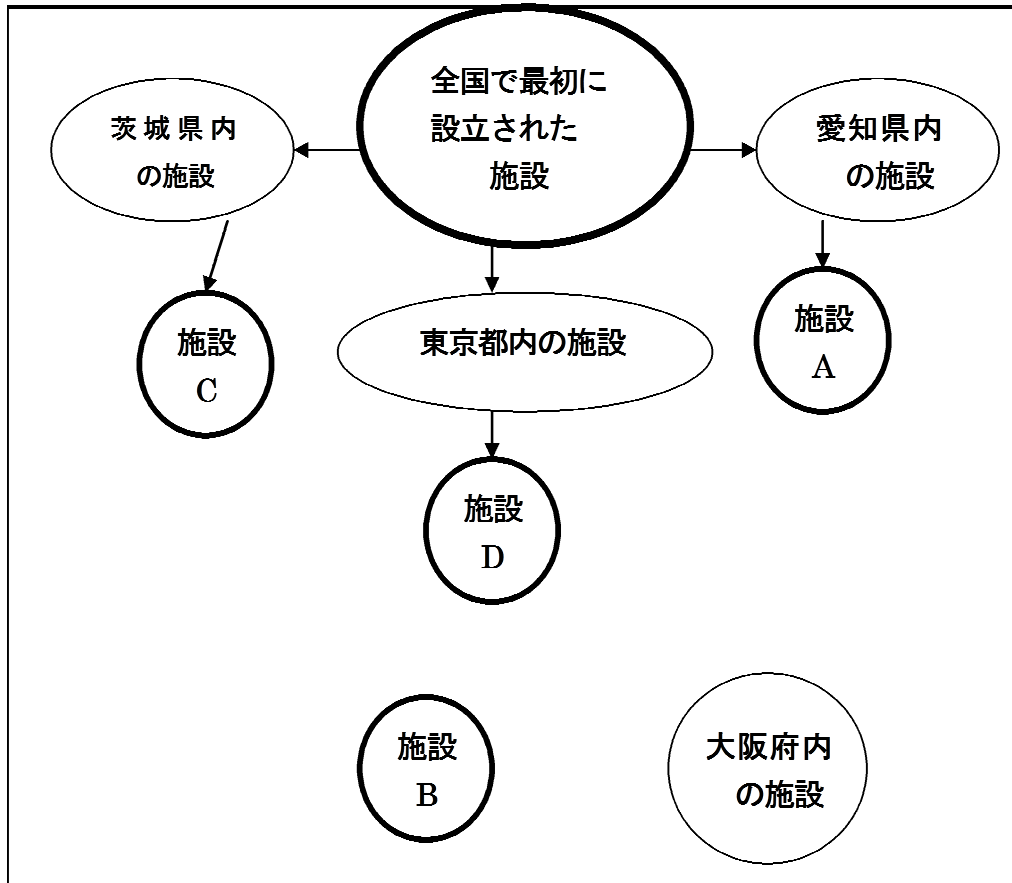 全国で最初に
設立された
施設
茨城県内
の施設
愛知県内
の施設
施設
C
東京都内の施設
施設
A
施設
D
施設
B
大阪府内
の施設